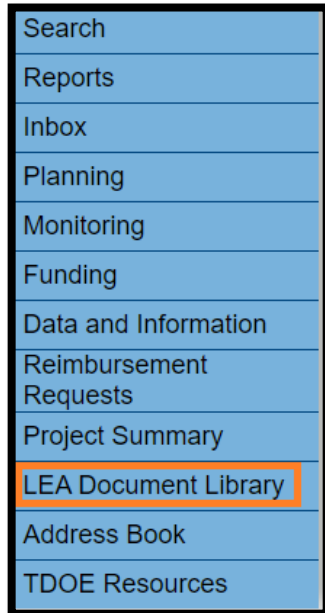 Search
Reports
Inbox
Planning
Monitoring
Funding
Data and Information
Reimbursement
Requests
Project Summary
LEA Document Library
Address Book
TDOE Resources